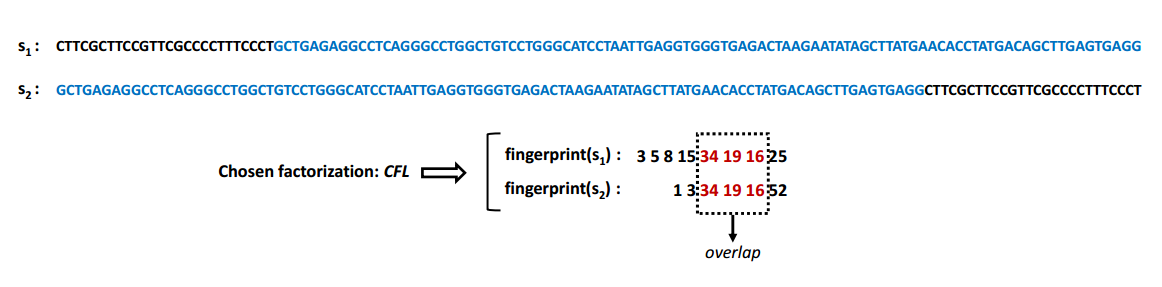 s1: CTTCGCTTCCGTTCGCCCCTTTCCCTGCTGAGAGGCCTCAGGGCCTGGCTGTCCTGGGCATCCTAATTGAGGTGGGTGAGACTAAGAATATAGCTTATGAACACCTATGACAGCTTGAGTGAGG
s2: GCTGAGAGGCCTCAGGGCCTGGCTGTCCTGGGCATCCTAATTGAGGTGGGTGAGACTAAGAATATAGCTTATGAACACCTATGACAGCTTGAGTGAGGCTTCGCTTCCGTTCGCCCCTTTCCCT
Chosen factorization: CFL
fingerprint(s1) : 3 5 8 15 34 19 16 25
fingerprint(s2) : 1 3 34 19 16 52
overlap